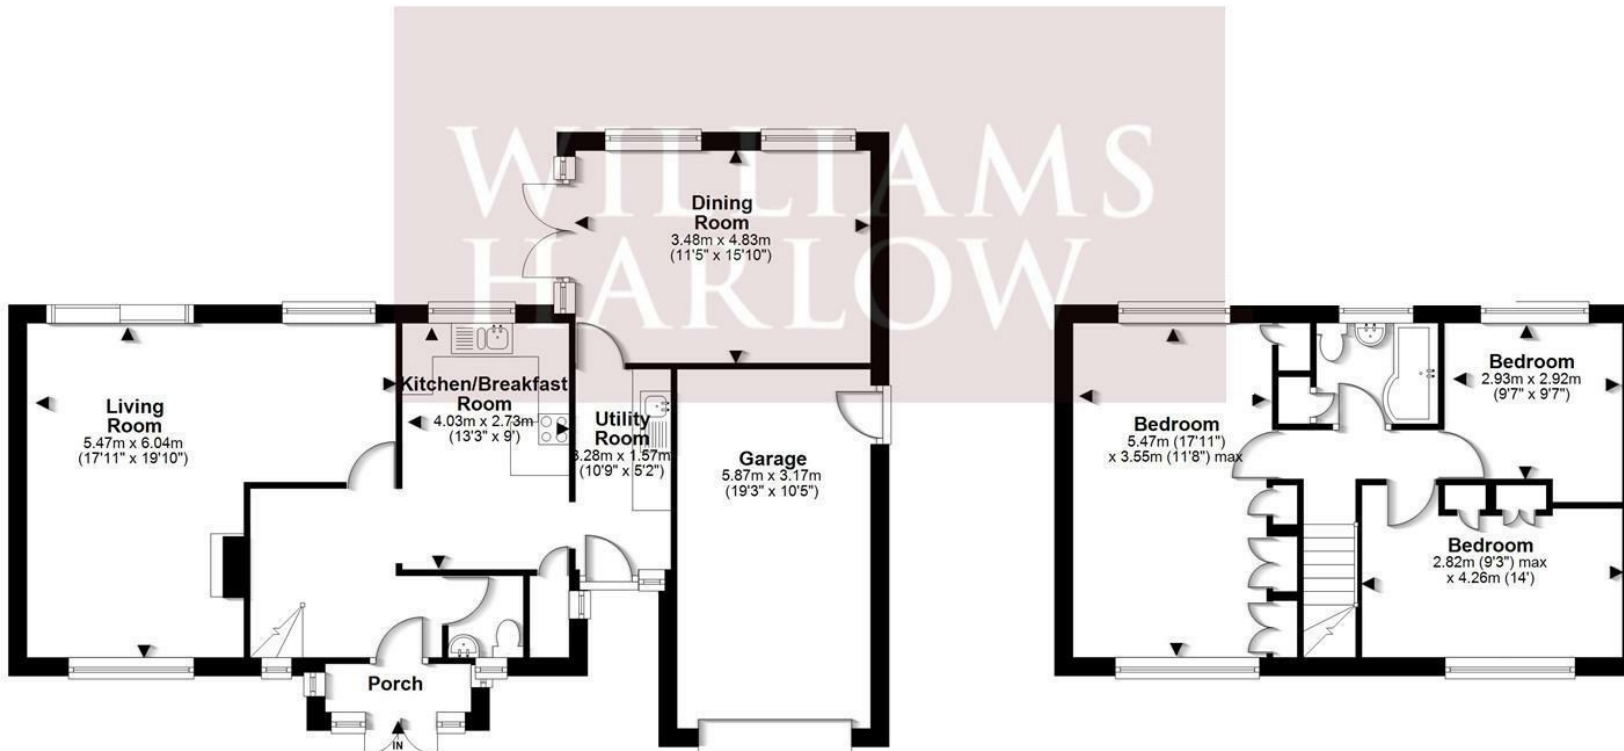 WILLIAMS
HARLOW
Dining
Room
3.48m x 4.83m
(11'5" x 15'10")
Living
Room
5.47m x 6.04m
(17'11" x 19'10")
Kitchen/Breakfast
Room
4.03m x 2.73m
(13'3" x 9')
Utility
Room
3.28m x 1.57m
(10'9" x 5'2")
Garage
5.87m x 3.17m
(19'3" x 10'5")
Porch
IN
Bedroom
5.47m (17'11")
x 3.55m (11'8") max
Bedroom
2.93m x 2.92m
(9'7" x 9'7")
Bedroom
2.82m (9'3") max
x 4.26m (14')